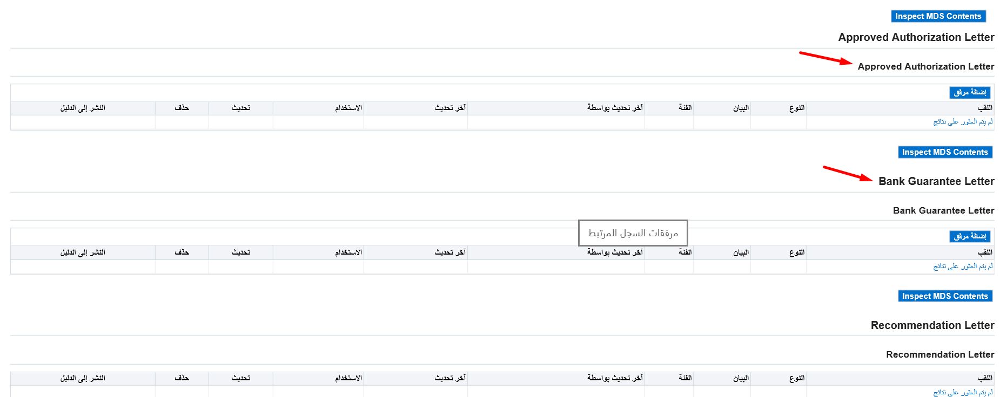 Inspect MDS Contents
Approved Authorization Letter
Approved Authorization Letter
إضافة مرفق
اللقب النوع البيان الفئة آخر تحديث بواسطة آخر تحديث الاستخدام تحديث حذف النشر إلى الدليل
لم يتم العثور على نتائج
Inspect MDS Contents
Bank Guarantee Letter
Bank Guarantee Letter
مرفقات السجل المرتبط
إضافة مرفق
اللقب النوع البيان الفئة آخر تحديث بواسطة آخر تحديث الاستخدام تحديث حذف النشر إلى الدليل
لم يتم العثور على نتائج
Inspect MDS Contents
Recommendation Letter
Recommendation Letter
اللقب النوع البيان الفئة آخر تحديث بواسطة آخر تحديث الاستخدام تحديث حذف النشر إلى الدليل
لم يتم العثور على نتائج